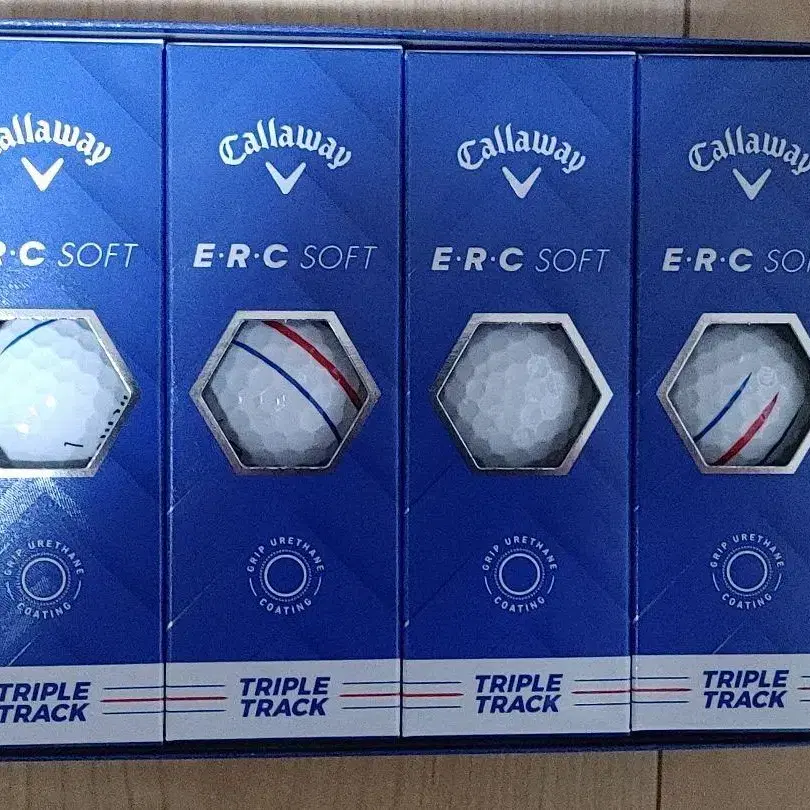 Callaway
R·C SOFT
GRIP URETHANE
COATING
TRIPLE
TRACK
Callaway
E·R·C SOFT
GRIP URETHANE
COATING
TRIPLE
TRACK
Callaway
E·R·C SOFT
GRIP URETHANE
COATING
TRIPLE
TRACK
Callaway
E·R·C SO
GRIP URETHANE
COATING
TRIPLE
TRACK